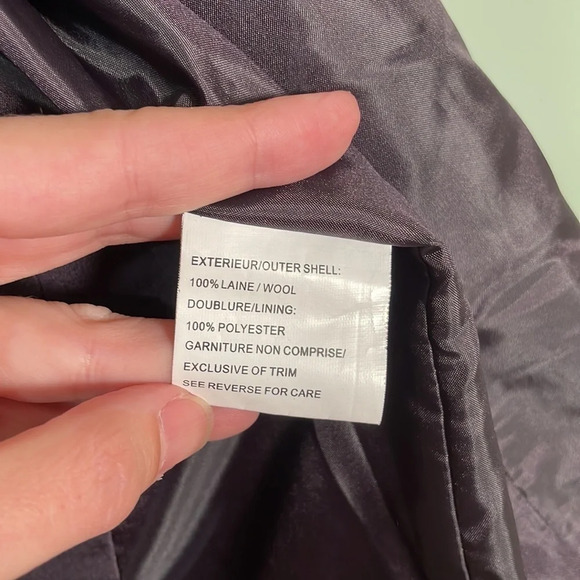 EXTERIEUR/OUTER SHELL:
100% LAINE / WOOL
DOUBLURE/LINING:
100% POLYESTER
GARNITURE NON COMPRISE/
EXCLUSIVE OF TRIM
SEE REVERSE FOR CARE